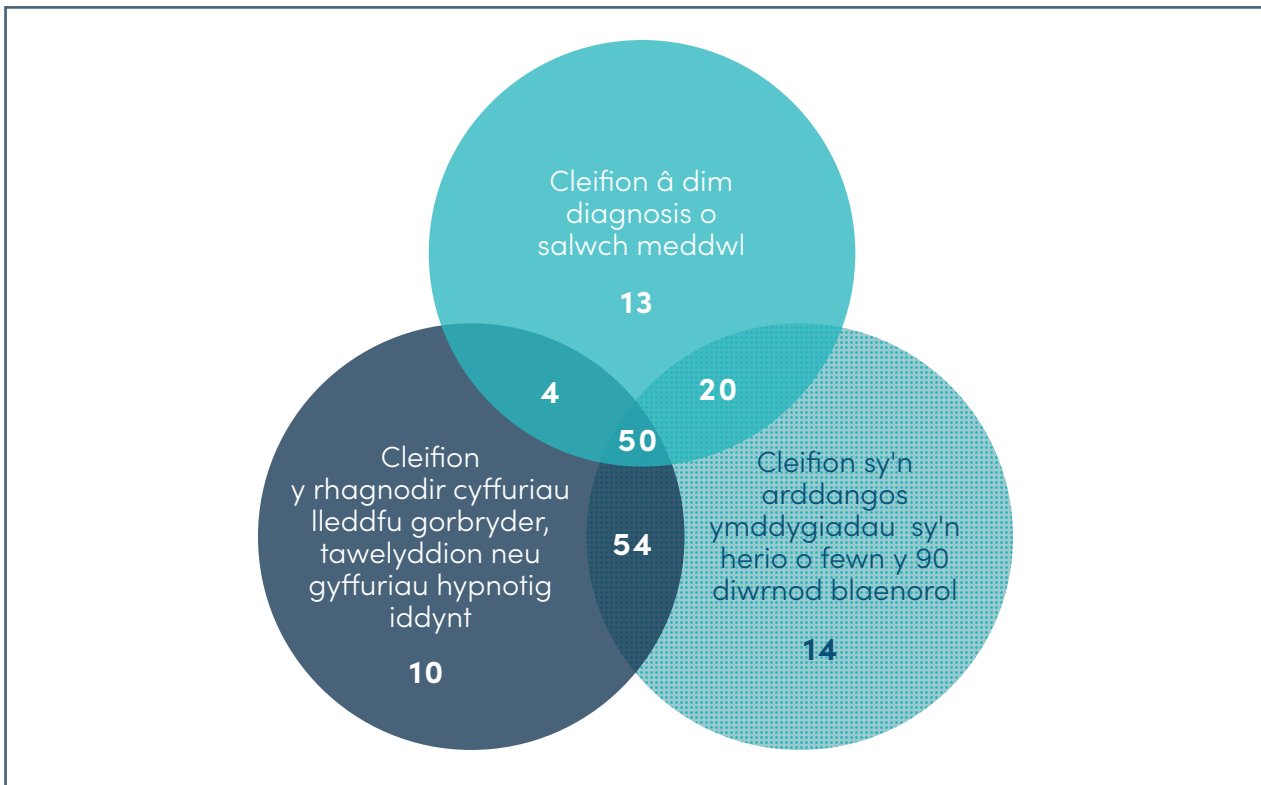 Cleifion â dim
diagnosis o
salwch meddwl
13
4
20
50
Cleifion
y rhagnodir cyffuriau
lleddfu gorbryder,
tawelyddion neu
gyffuriau hypnotig
iddynt
10
54
Cleifion sy'n
arddangos
ymddygiadau sy'n
herio o fewn y 90
diwrnod blaenorol
14